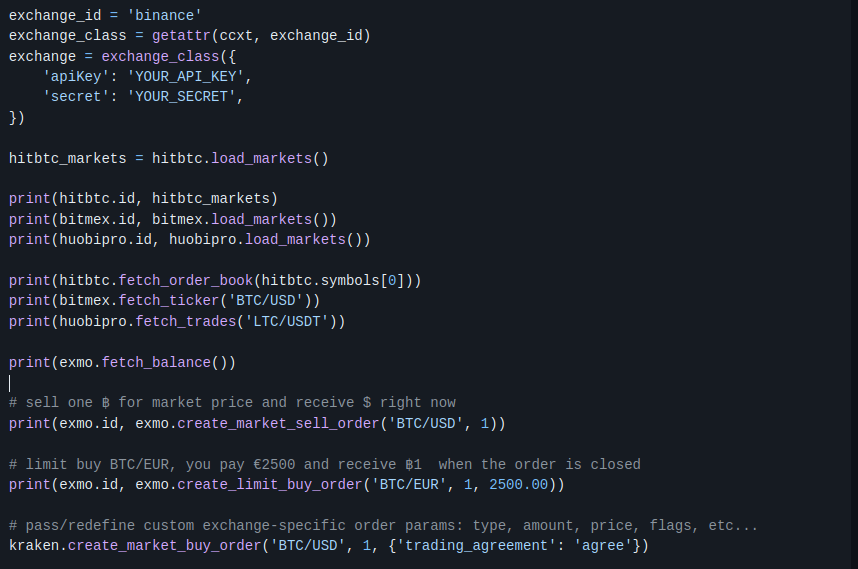 exchange_id = 'binance'
exchange_class = getattr(ccxt, exchange_id)
exchange = exchange_class({
    'apiKey': 'YOUR_API_KEY',
    'secret': 'YOUR_SECRET',
})

hitbtc_markets = hitbtc.load_markets()

print(hitbtc.id, hitbtc_markets)
print(bitmex.id, bitmex.load_markets())
print(huobipro.id, huobipro.load_markets())

print(hitbtc.fetch_order_book(hitbtc.symbols[0]))
print(bitmex.fetch_ticker('BTC/USD'))
print(huobipro.fetch_trades('LTC/USDT'))

print(exmo.fetch_balance())

# sell one ฿ for market price and receive $ right now
print(exmo.id, exmo.create_market_sell_order('BTC/USD', 1))

# limit buy BTC/EUR, you pay €2500 and receive ฿1  when the order is closed
print(exmo.id, exmo.create_limit_buy_order('BTC/EUR', 1, 2500.00))

# pass/redefine custom exchange-specific order params: type, amount, price, flags, etc...
kraken.create_market_buy_order('BTC/USD', 1, {'trading_agreement': 'agree'})